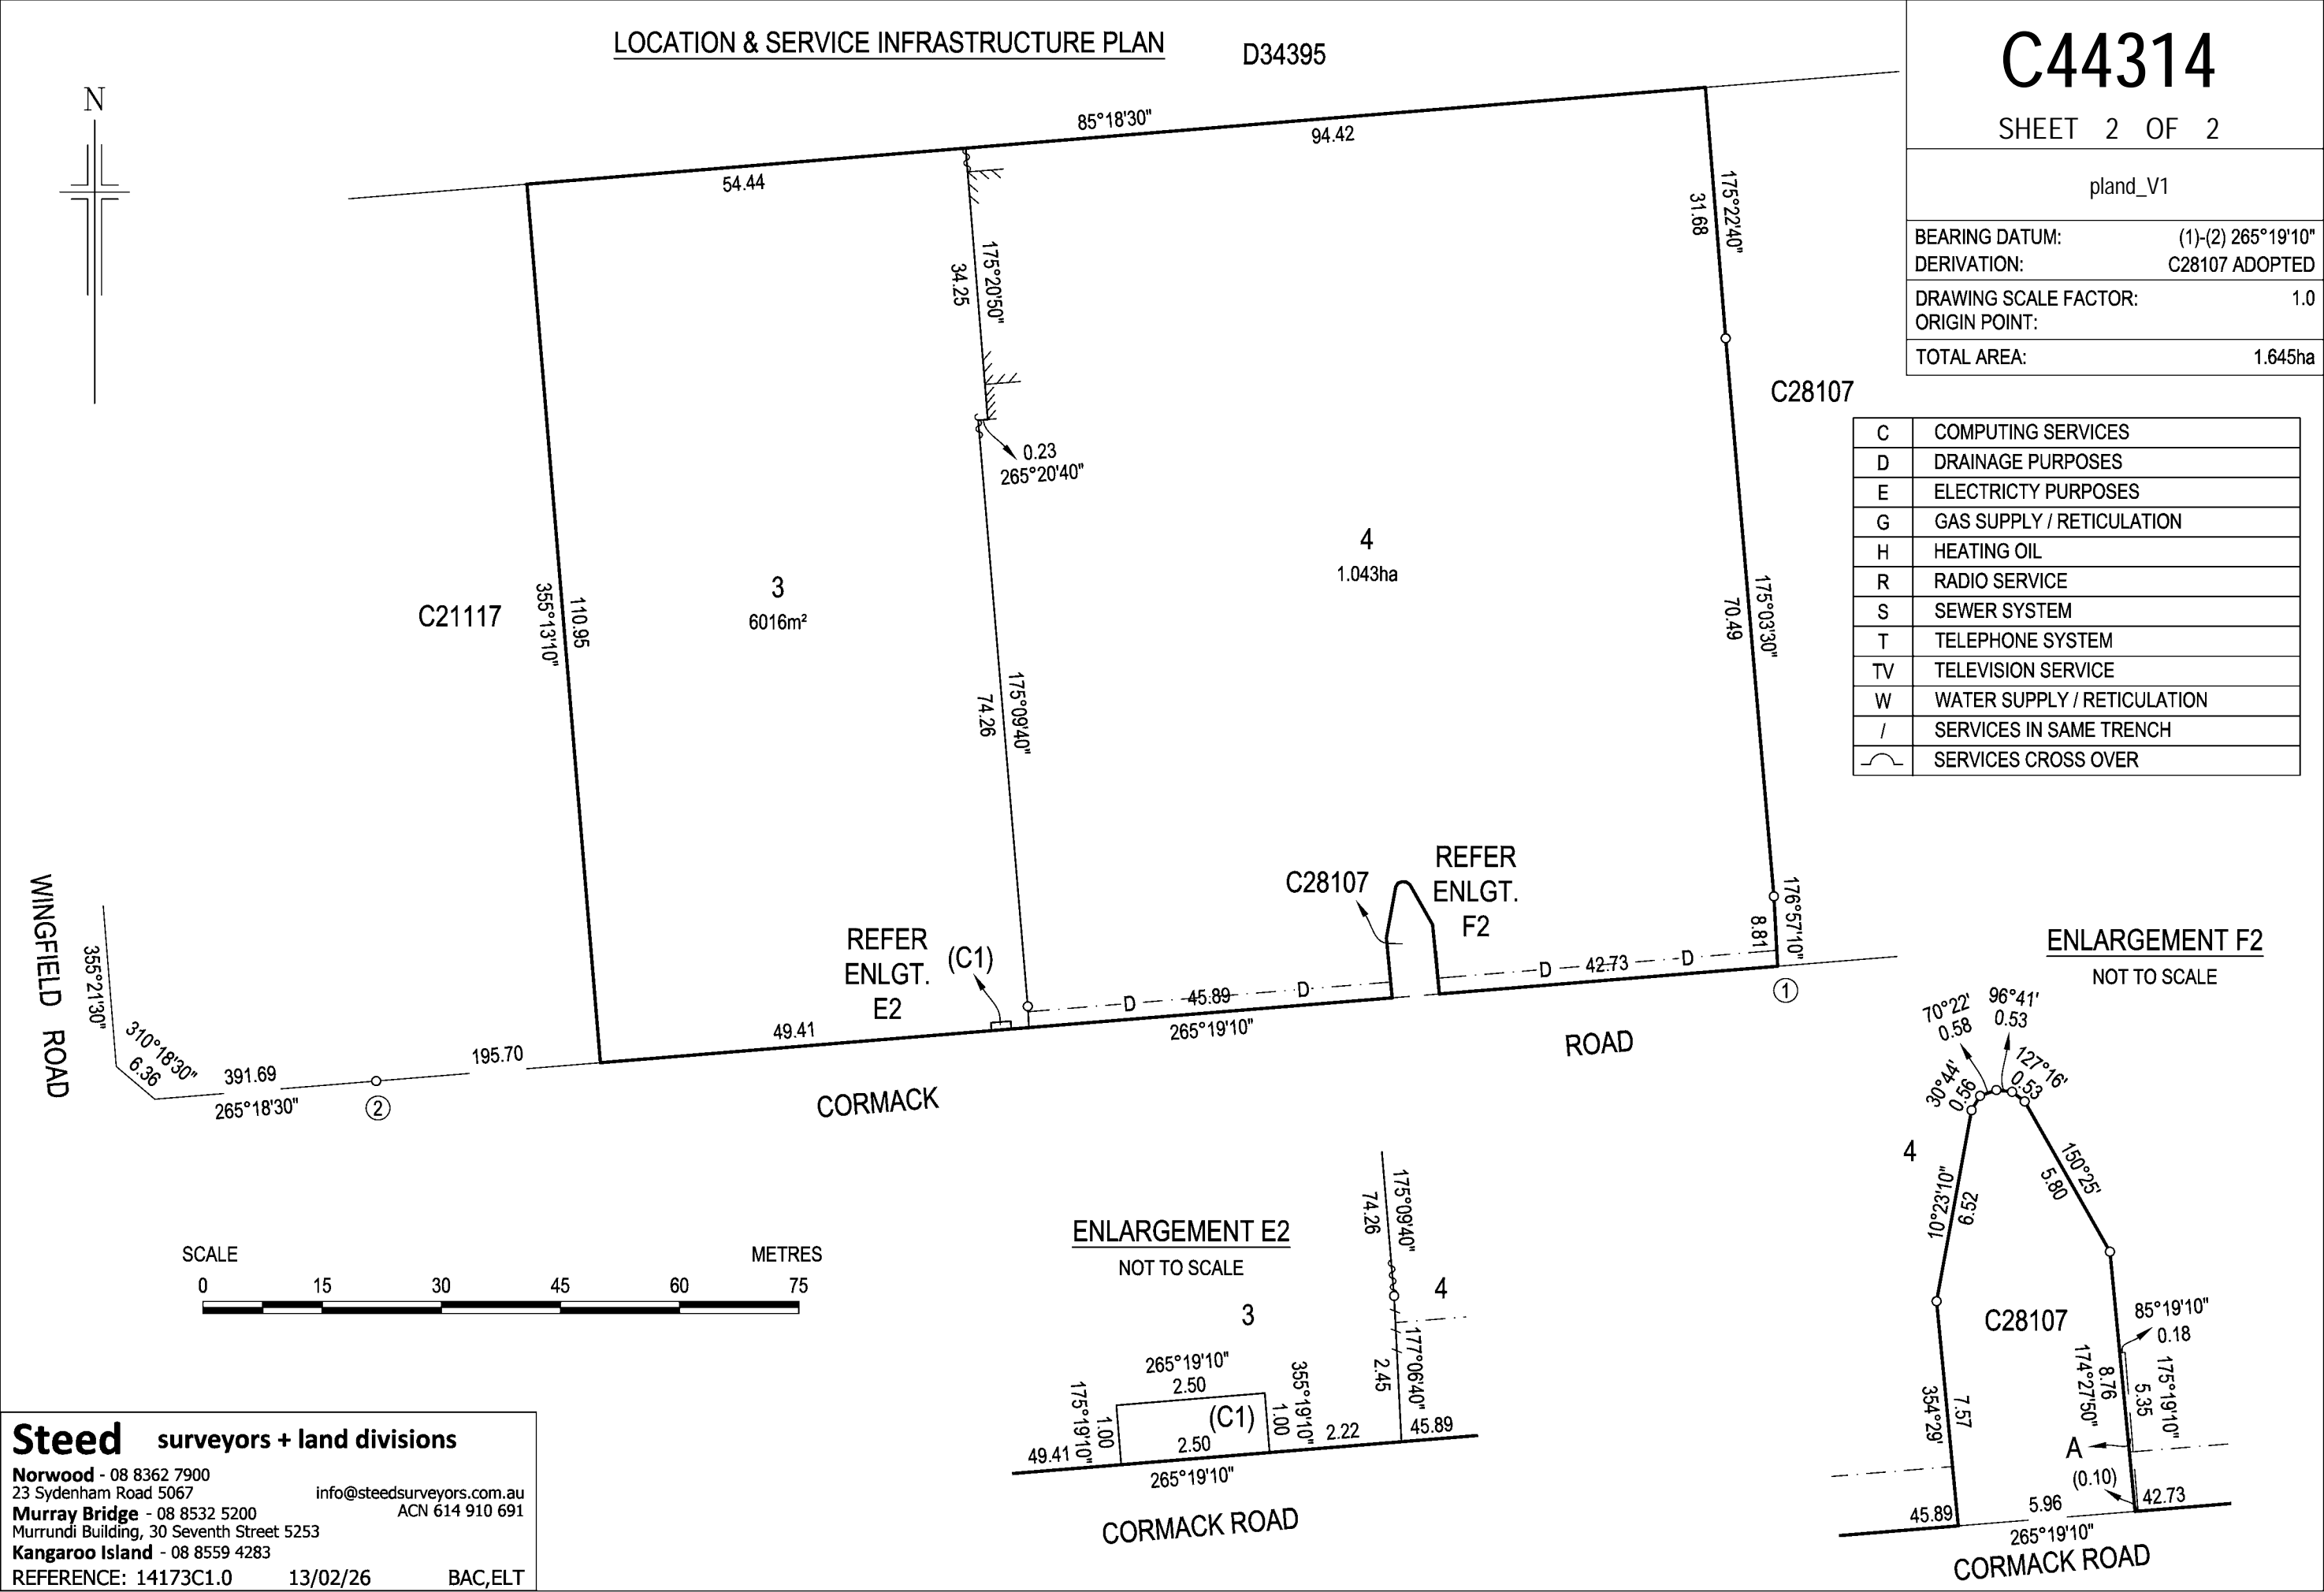 LOCATION & SERVICE INFRASTRUCTURE PLAN
D34395
C44314
SHEET 2 OF 2
pland_V1
BEARING DATUM: (1)-(2) 265°19'10"
DERIVATION: C28107 ADOPTED
DRAWING SCALE FACTOR: 1.0
ORIGIN POINT:
TOTAL AREA: 1.645ha
N
85°18'30"
94.42
54.44
175°22'40"
31.68
175°20'50"
34.25
0.23
265°20'40"
C28107
C COMPUTING SERVICES
D DRAINAGE PURPOSES
E ELECTRICTY PURPOSES
G GAS SUPPLY / RETICULATION
H HEATING OIL
R RADIO SERVICE
S SEWER SYSTEM
T TELEPHONE SYSTEM
TV TELEVISION SERVICE
W WATER SUPPLY / RETICULATION
/ SERVICES IN SAME TRENCH
SERVICES CROSS OVER
4
1.043ha
3
6016m²
C21117
355°13'10"
110.95
175°03'30"
70.49
175°09'40"
74.26
C28107
REFER
ENLGT.
F2
176°57'10"
8.81
REFER
ENLGT.
E2
(C1)
D 45.89 D
D 42.73 D
49.41
265°19'10"
1
ROAD
CORMACK
195.70
391.69
265°18'30"
2
WINGFIELD ROAD
355°21'30"
310°18'30"
6.36
SCALE METRES
0 15 30 45 60 75
ENLARGEMENT E2
NOT TO SCALE
3
4
175°09'40"
74.26
177°06'40"
2.45
265°19'10"
2.50
175°19'10"
1.00
(C1)
355°19'10"
1.00
49.41
2.50
2.22
45.89
265°19'10"
CORMACK ROAD
ENLARGEMENT F2
NOT TO SCALE
70°22'
0.58
96°41'
0.53
127°16'
0.53
30°44'
0.56
4
10°23'10"
6.52
150°25'
5.80
C28107
85°19'10"
0.18
354°29'
7.57
174°27'50"
8.76
5.35
175°19'10"
A
(0.10)
45.89
5.96
42.73
265°19'10"
CORMACK ROAD
Steed surveyors + land divisions
Norwood - 08 8362 7900
23 Sydenham Road 5067 info@steedsurveyors.com.au
Murray Bridge - 08 8532 5200 ACN 614 910 691
Murrundi Building, 30 Seventh Street 5253
Kangaroo Island - 08 8559 4283
REFERENCE: 14173C1.0 13/02/26 BAC,ELT